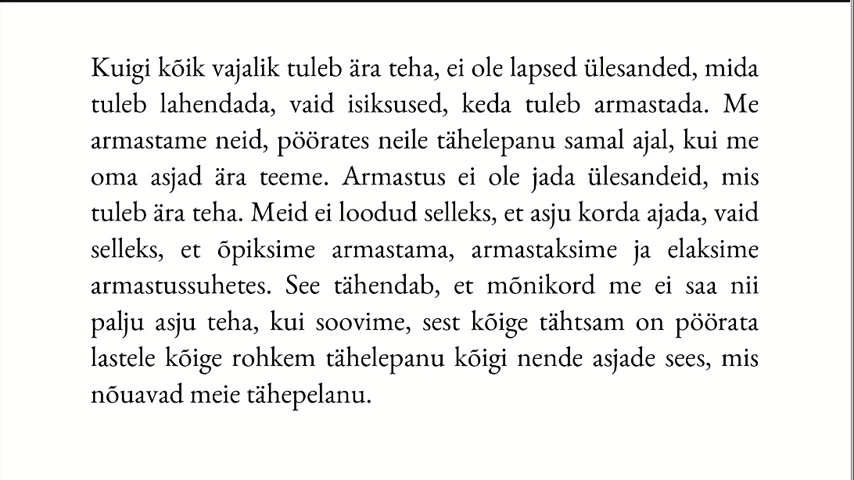 Kuigi kõik vajalik tuleb ära teha, ei ole lapsed ülesanded, mida
tuleb lahendada, vaid isiksused, keda tuleb armastada. Me
armastame neid, pöörates neile tähelepanu samal ajal, kui me
oma asjad ära teeme. Armastus ei ole jada ülesandeid, mis
tuleb ära teha. Meid ei loodud selleks, et asju korda ajada, vaid
selleks, et õpiksime armastama, armastaksime ja elaksime
armastussuhetes. See tähendab, et mõnikord me ei saa nii
palju asju teha, kui soovime, sest kõige tähtsam on pöörata
lastele kõige rohkem tähelepanu kõigi nende asjade sees, mis
nõuavad meie tähepelanu.